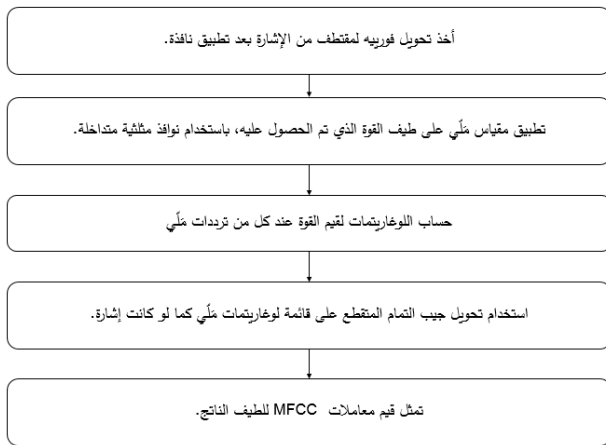 أخذ تحويل فورييه لمقتطف من الإشارة بعد تطبيق نافذة.
تطبيق مقياس مَلّي على طيف القوة الذي تم الحصول عليه، باستخدام نوافذ مثلثية متداخلة.
حساب اللوغاريتمات لقيم القوة عند كل من ترددات مَلّي
استخدام تحويل جيب التمام المتقطع على قائمة لوغاريتمات مَلّي كما لو كانت إشارة.
تمثل قيم معاملات MFCC للطيف الناتج.